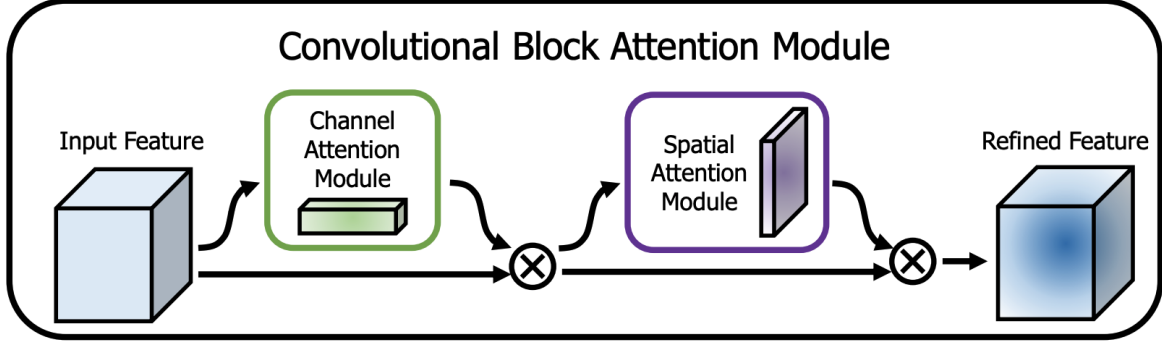 Convolutional Block Attention Module
Input Feature
Channel
Attention
Module
Spatial
Attention
Module
Refined Feature